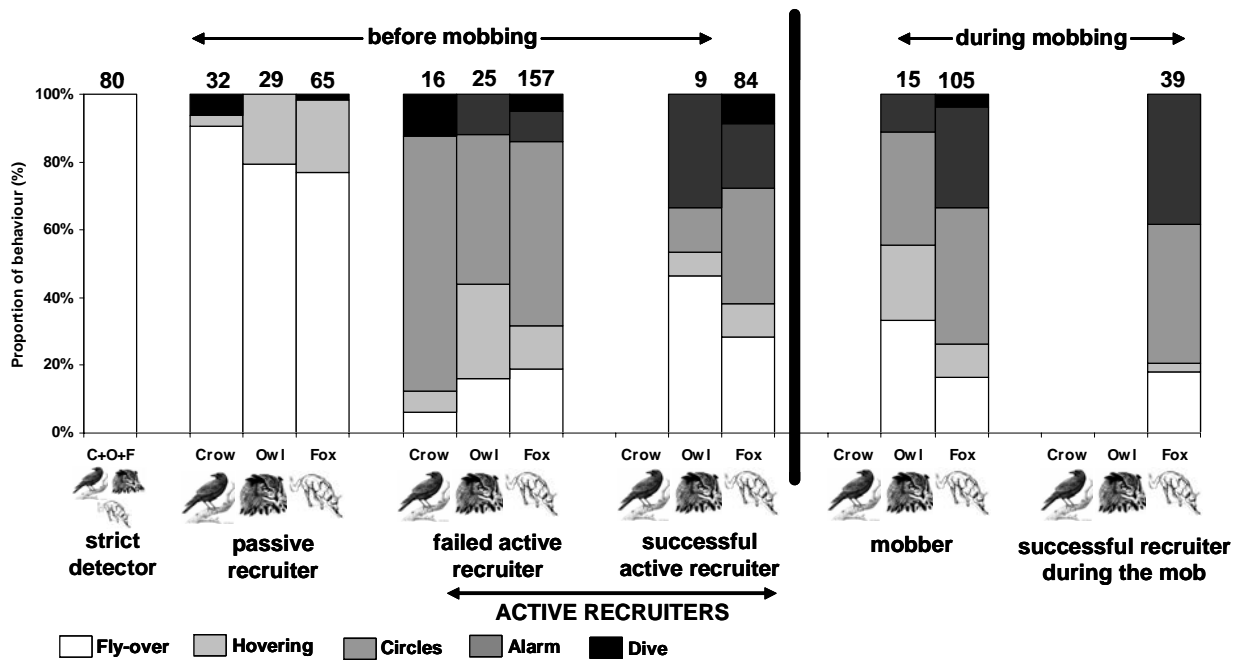 before mobbing
during mobbing
80 32 29 65 16 25 157 9 84 15 105 39
Proportion of behaviour (%)
100%
80%
60%
40%
20%
0%
C+O+F Crow Owl Fox Crow Owl Fox Crow Owl Fox Crow Owl Fox Crow Owl Fox
strict
detector
passive
recruiter
failed active
recruiter
successful
active recruiter
mobber
successful recruiter
during the mob
ACTIVE RECRUITERS
Fly-over Hovering Circles Alarm Dive